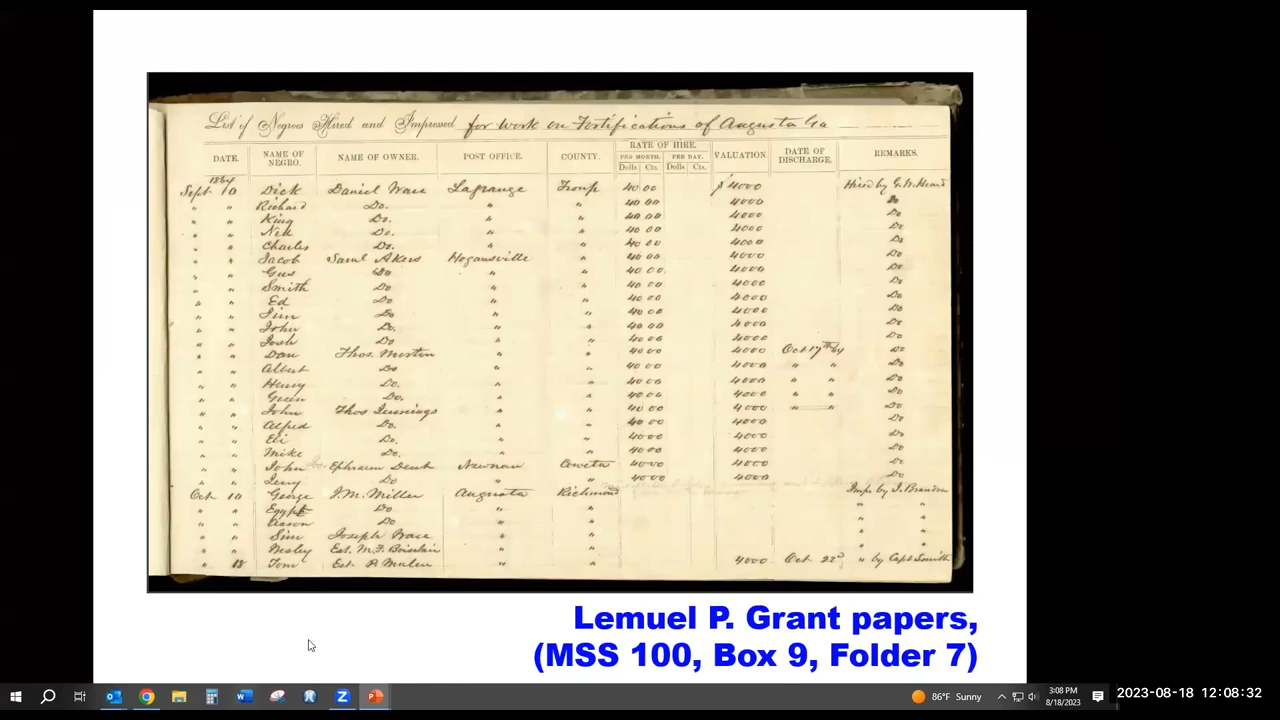 List of Negroes Hired and Impressed for work on Fortifications of Augusta Ga
DATE. NAME OF NEGRO. NAME OF OWNER. POST OFFICE. COUNTY. RATE OF HIRE. PER MONTH. Dolls Cts. PER DAY. Dolls Cts. VALUATION. DATE OF DISCHARGE. REMARKS.
1864
Sept 10 Dick Daniel Lagrange Troup 40 00 $ 4000 Hired by G. W. Heard
" " Richard Do. " " 40 00 4000 Do
" " King Do. " " 40 00 4000 Do
" " Ned Do. " " 40 00 4000 Do
" " Charles Do. " " 40 00 4000 Do
" " Jacob Saml Akers Hogansville " 40 00 4000 Do
" " Gus Do " " 40 00 4000 Do
" " Smith Do " " 40 00 4000 Do
" " Ed Do " " 40 00 4000 Do
" " Jim Do " " 40 00 4000 Do
" " John Do. " " 40 00 4000 Do
" " Josh Do " " 40 00 4000 Do
" " Dan Thos. Morton " " 40 00 4000 Oct 17th 64 Do
" " Albert Do " " 40 00 4000 " " Do
" " Henry Do. " " 40 00 4000 " " Do
" " Green Do. " " 40 00 4000 " " Do
" " John Thos Jennings " " 40 00 4000 " " Do
" " Alfred Do. " " 40 00 4000 Do
" " Eli Do. " " 40 00 4000 Do
" " Mike Do. " " 40 00 4000 Do
" " John Ephraim Dent Newnan Coweta 40 00 4000 Do
" " Jerry Do " " 40 00 4000 Do
Oct 10 George J. M. Miller Augusta Richmond Impr by J. Brandon
" " Egypt Do " " " "
" " Aaron Do " " " "
" " Sim Joseph " " " "
" " Wesley Est. M. F. Boisclair " " " "
" 18 Tom Est P. " " 4000 Oct 22d " by Capt Smith
Lemuel P. Grant papers,
(MSS 100, Box 9, Folder 7)
86°F Sunny
3:08 PM
8/18/2023
2023-08-18 12:08:32